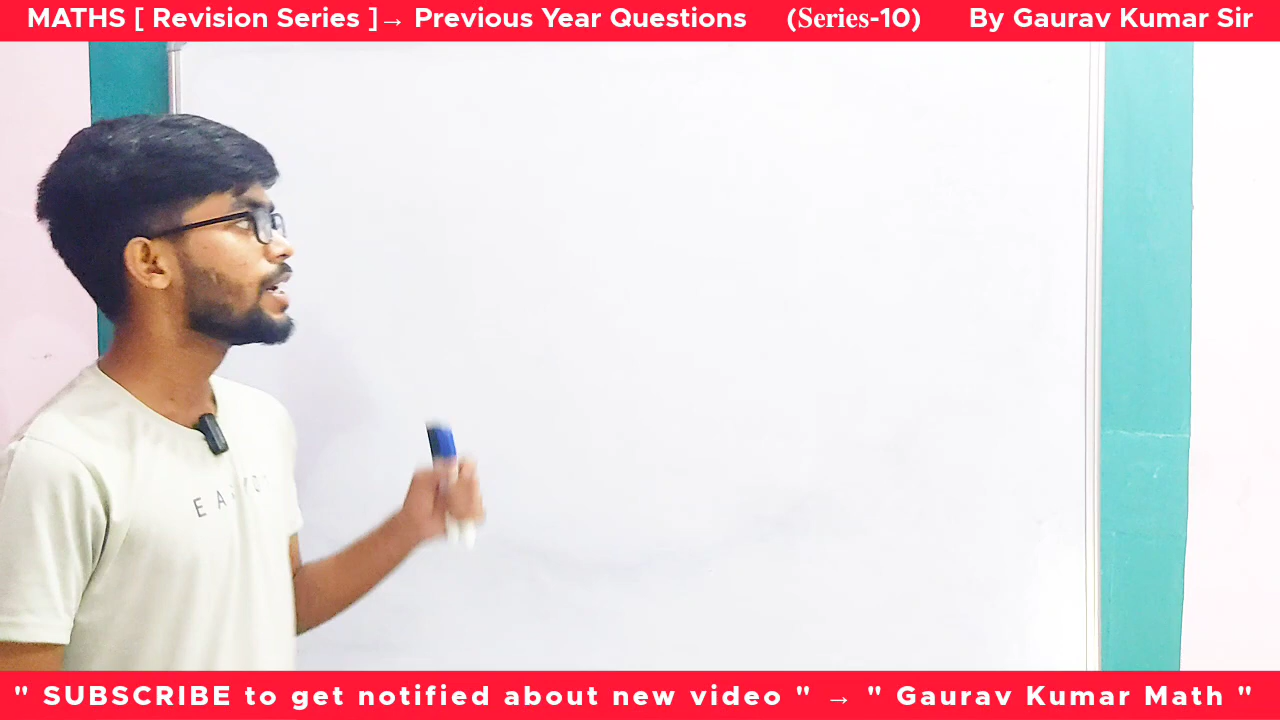 MATHS [ Revision Series ]→ Previous Year Questions (Series-10) By Gaurav Kumar Sir
" SUBSCRIBE to get notified about new video " → " Gaurav Kumar Math "